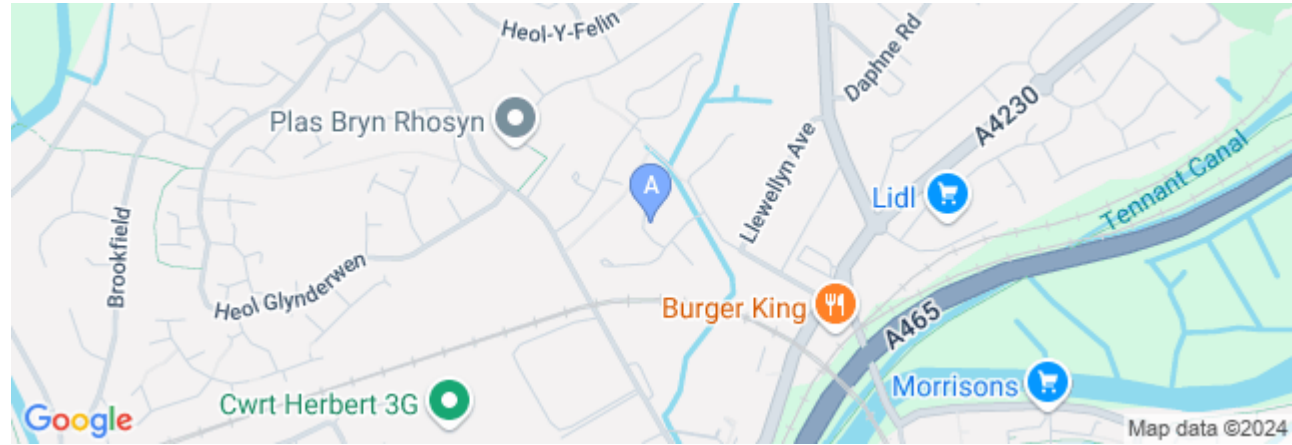 Heol-Y-Felin
Daphne Rd
A4230
Plas Bryn Rhosyn
A
Llewellyn Ave
Lidl
Tennant Canal
Brookfield
Heol Glynderwen
Burger King
A465
Morrisons
Cwrt Herbert 3G
Google
Map data ©2024